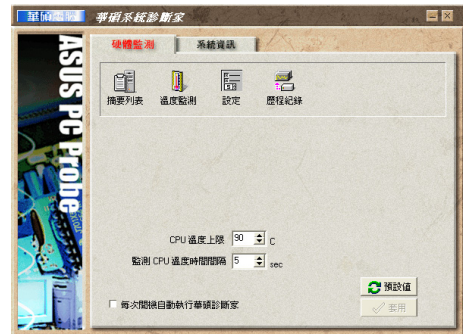 華碩電腦
華碩系統診斷家
ASUS PC Probe
硬體監測
系統資訊
摘要列表
溫度監測
設定
歷程紀錄
CPU 溫度上限 90 C
監測 CPU 溫度時間間隔 5 sec
每次開機自動執行華碩診斷家
預設值
套用